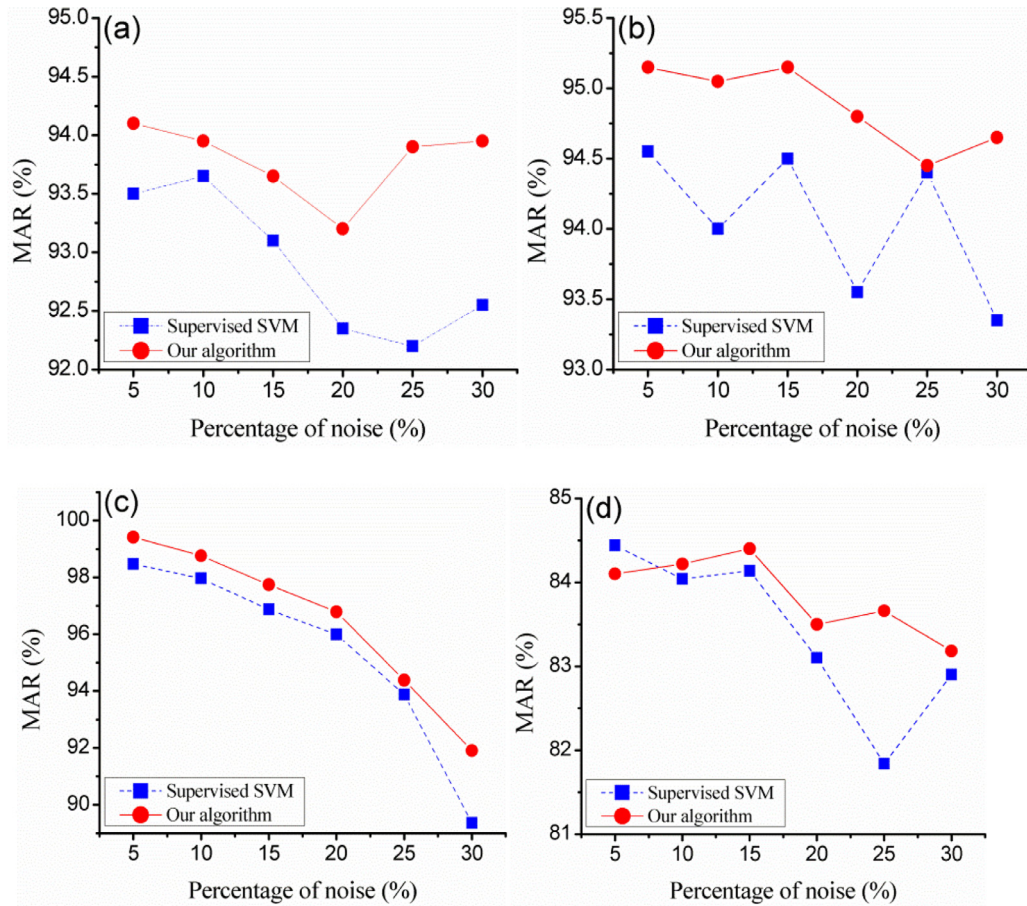 (a)
95.0
94.5
94.0
93.5
93.0
92.5
92.0
MAR (%)
Supervised SVM
Our algorithm
5 10 15 20 25 30
Percentage of noise (%)
(b)
95.5
95.0
94.5
94.0
93.5
93.0
MAR (%)
Supervised SVM
Our algorithm
5 10 15 20 25 30
Percentage of noise (%)
(c)
100
98
96
94
92
90
MAR (%)
Supervised SVM
Our algorithm
5 10 15 20 25 30
Percentage of noise (%)
(d)
85
84
83
82
81
MAR (%)
Supervised SVM
Our algorithm
5 10 15 20 25 30
Percentage of noise (%)